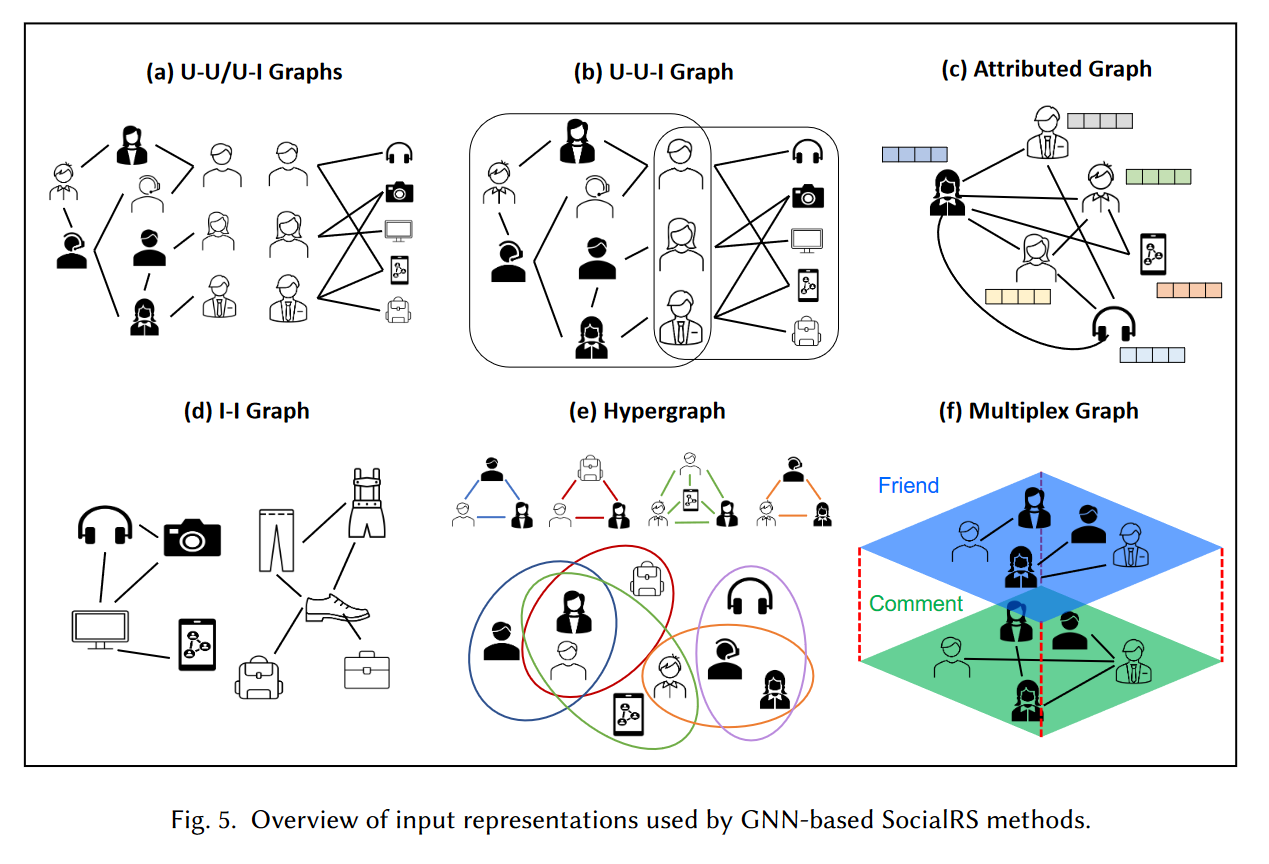 (a) U-U/U-I Graphs
(b) U-U-I Graph
(c) Attributed Graph
(d) I-I Graph
(e) Hypergraph
(f) Multiplex Graph
Friend
Comment
Fig. 5. Overview of input representations used by GNN-based SocialRS methods.